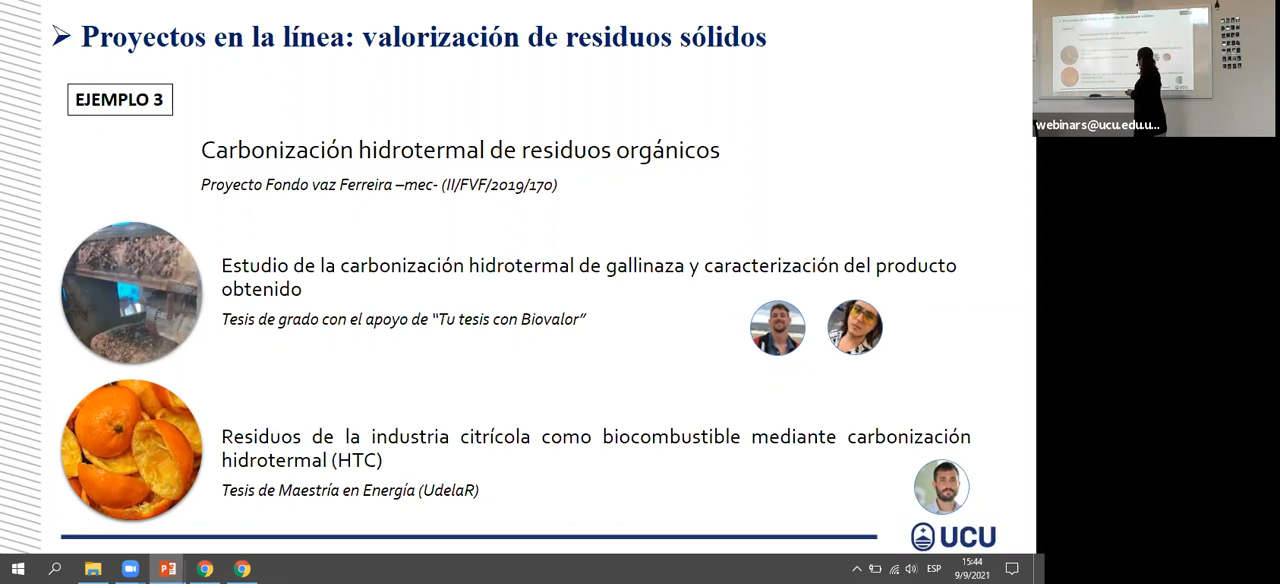 Proyectos en la línea: valorización de residuos sólidos
EJEMPLO 3
Carbonización hidrotermal de residuos orgánicos
Proyecto Fondo vaz Ferreira –mec- (II/FVF/2019/170)
Estudio de la carbonización hidrotermal de gallinaza y caracterización del producto
obtenido
Tesis de grado con el apoyo de "Tu tesis con Biovalor"
Residuos de la industria citrícola como biocombustible mediante carbonización
hidrotermal (HTC)
Tesis de Maestría en Energía (UdelaR)
UCU
webinars@ucu.edu.u...
ESP
15:44
9/9/2021